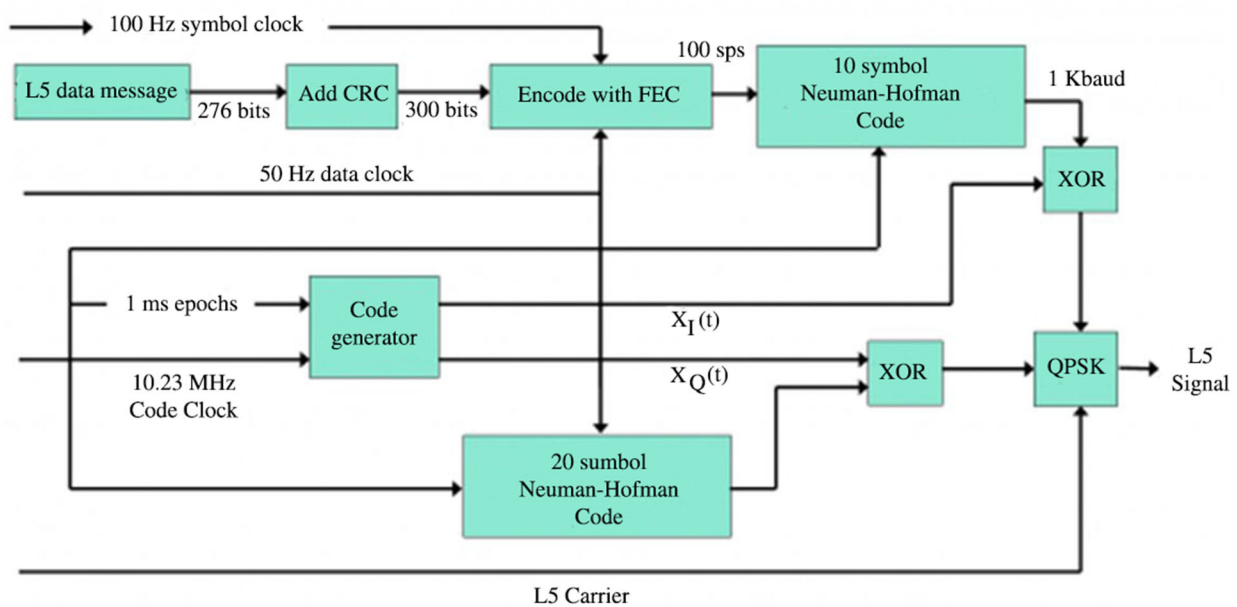 100 Hz symbol clock
100 sps
10 symbol
Neuman-Hofman
Code
1 Kbaud
L5 data message
276 bits
Add CRC
300 bits
Encode with FEC
XOR
50 Hz data clock
1 ms epochs
Code
generator
X_I(t)
X_Q(t)
XOR
QPSK
L5
Signal
10.23 MHz
Code Clock
20 sumbol
Neuman-Hofman
Code
L5 Carrier